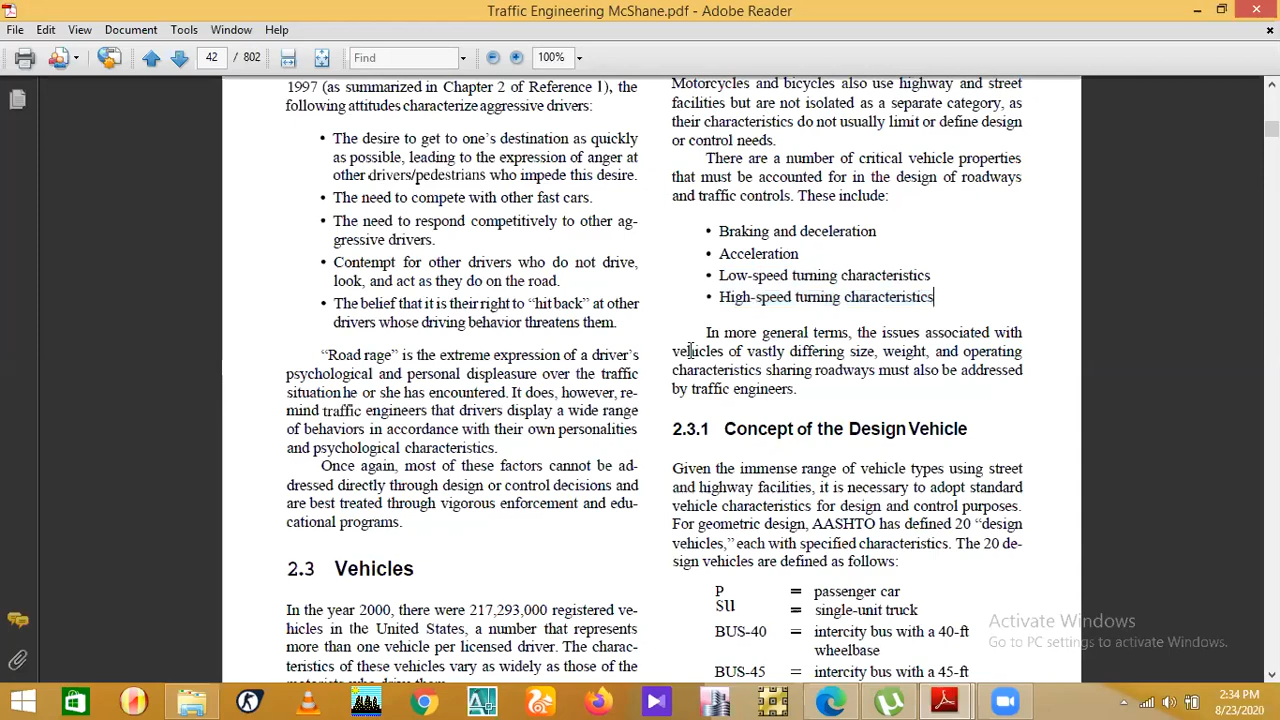 Traffic Engineering McShane.pdf - Adobe Reader
File Edit View Document Tools Window Help
42 / 802 100% Find
1997 (as summarized in Chapter 2 of Reference 1), the
following attitudes characterize aggressive drivers:
• The desire to get to one's destination as quickly
as possible, leading to the expression of anger at
other drivers/pedestrians who impede this desire.
• The need to compete with other fast cars.
• The need to respond competitively to other ag-
gressive drivers.
• Contempt for other drivers who do not drive,
look, and act as they do on the road.
• The belief that it is their right to “hit back” at other
drivers whose driving behavior threatens them.
“Road rage” is the extreme expression of a driver's
psychological and personal displeasure over the traffic
situation he or she has encountered. It does, however, re-
mind traffic engineers that drivers display a wide range
of behaviors in accordance with their own personalities
and psychological characteristics.
Once again, most of these factors cannot be ad-
dressed directly through design or control decisions and
are best treated through vigorous enforcement and edu-
cational programs.
2.3 Vehicles
In the year 2000, there were 217,293,000 registered ve-
hicles in the United States, a number that represents
more than one vehicle per licensed driver. The charac-
teristics of these vehicles vary as widely as those of the
Motorcycles and bicycles also use highway and street
facilities but are not isolated as a separate category, as
their characteristics do not usually limit or define design
or control needs.
There are a number of critical vehicle properties
that must be accounted for in the design of roadways
and traffic controls. These include:
• Braking and deceleration
• Acceleration
• Low-speed turning characteristics
• High-speed turning characteristics
In more general terms, the issues associated with
vehicles of vastly differing size, weight, and operating
characteristics sharing roadways must also be addressed
by traffic engineers.
2.3.1 Concept of the Design Vehicle
Given the immense range of vehicle types using street
and highway facilities, it is necessary to adopt standard
vehicle characteristics for design and control purposes.
For geometric design, AASHTO has defined 20 “design
vehicles,” each with specified characteristics. The 20 de-
sign vehicles are defined as follows:
P = passenger car
SU = single-unit truck
BUS-40 = intercity bus with a 40-ft
wheelbase
BUS-45 = intercity bus with a 45-ft
Activate Windows
Go to PC settings to activate Windows.
2:34 PM
8/23/2020